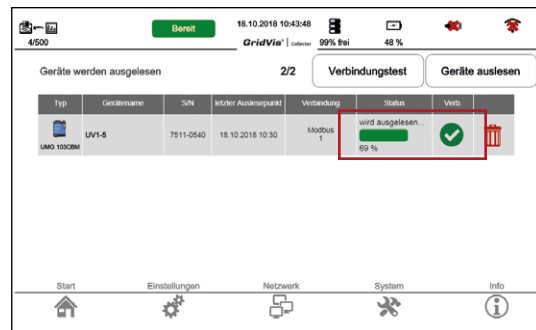 Bereit
18.10.2018 10:43:48
4/500
GridVis® | Collector
99% frei
48 %
Geräte werden ausgelesen
2/2
Verbindungstest
Geräte auslesen
Typ
Gerätename
S/N
letzter Auslesepunkt
Verbindung
Status
Verb.
UMG 103CBM
UV1-5
7511-0540
18.10.2018 10:30
Modbus
1
wird ausgelesen...
69 %
Start
Einstellungen
Netzwerk
System
Info